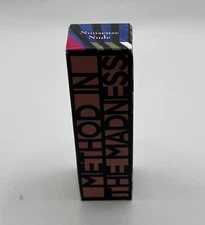 Nonsense
Nude
METHOD IN
THE MADNESS